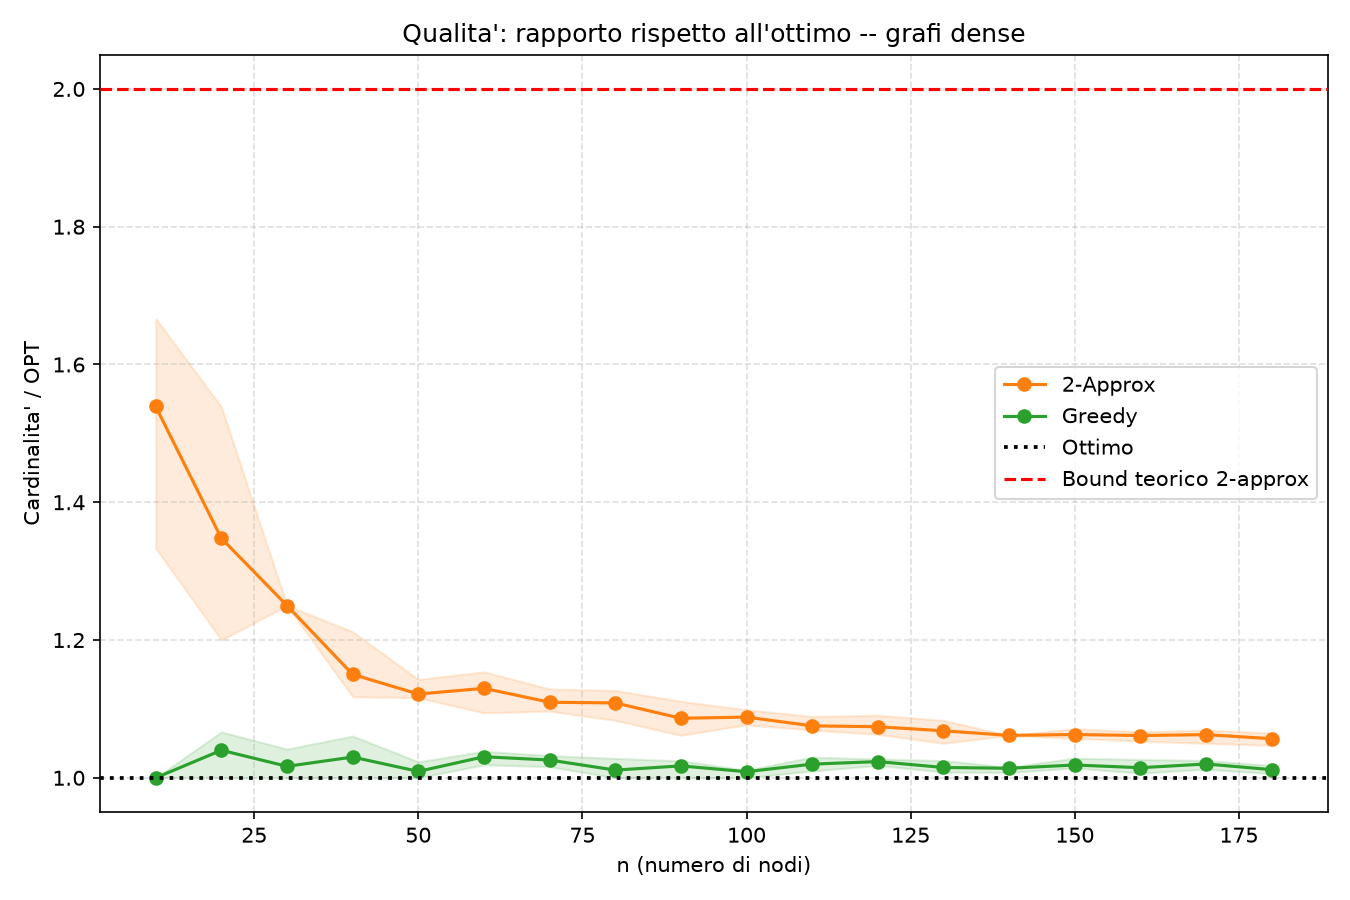 Qualita': rapporto rispetto all'ottimo -- grafi dense
Cardinalita' / OPT
2.0
1.8
1.6
1.4
1.2
1.0
2-Approx
Greedy
Ottimo
Bound teorico 2-approx
25
50
75
100
125
150
175
n (numero di nodi)